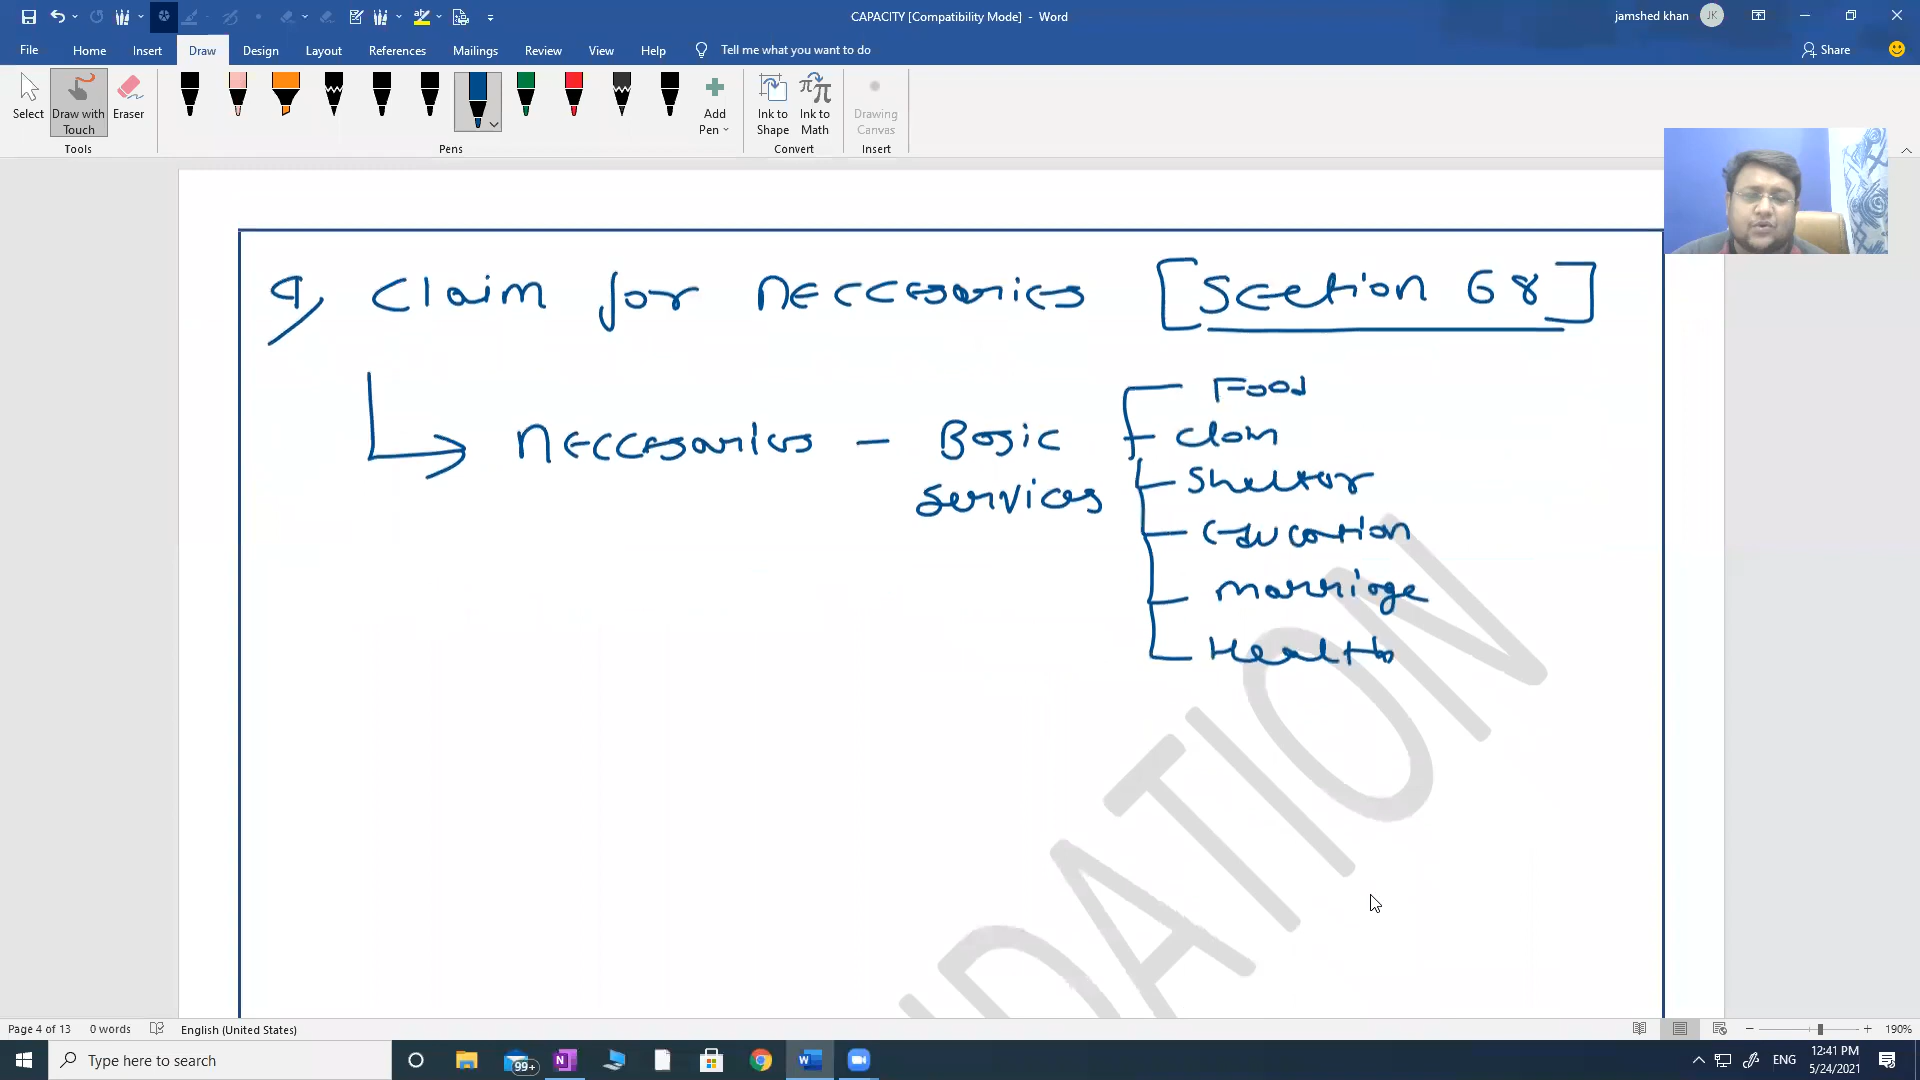 CAPACITY [Compatibility Mode] - Word
jamshed khan JK
File Home Insert Draw Design Layout References Mailings Review View Help Tell me what you want to do Share
Select Draw with Touch Eraser Add Pen Ink to Shape Ink to Math Drawing Canvas
Tools Pens Convert Insert
9, Claim for neccesaries [Section 68]
Food
neccesaries - Basic
services
Shelter
Education
marriage
Health
DATION
Page 4 of 13 0 words English (United States) 190%
Type here to search 99+ ENG 12:41 PM
5/24/2021